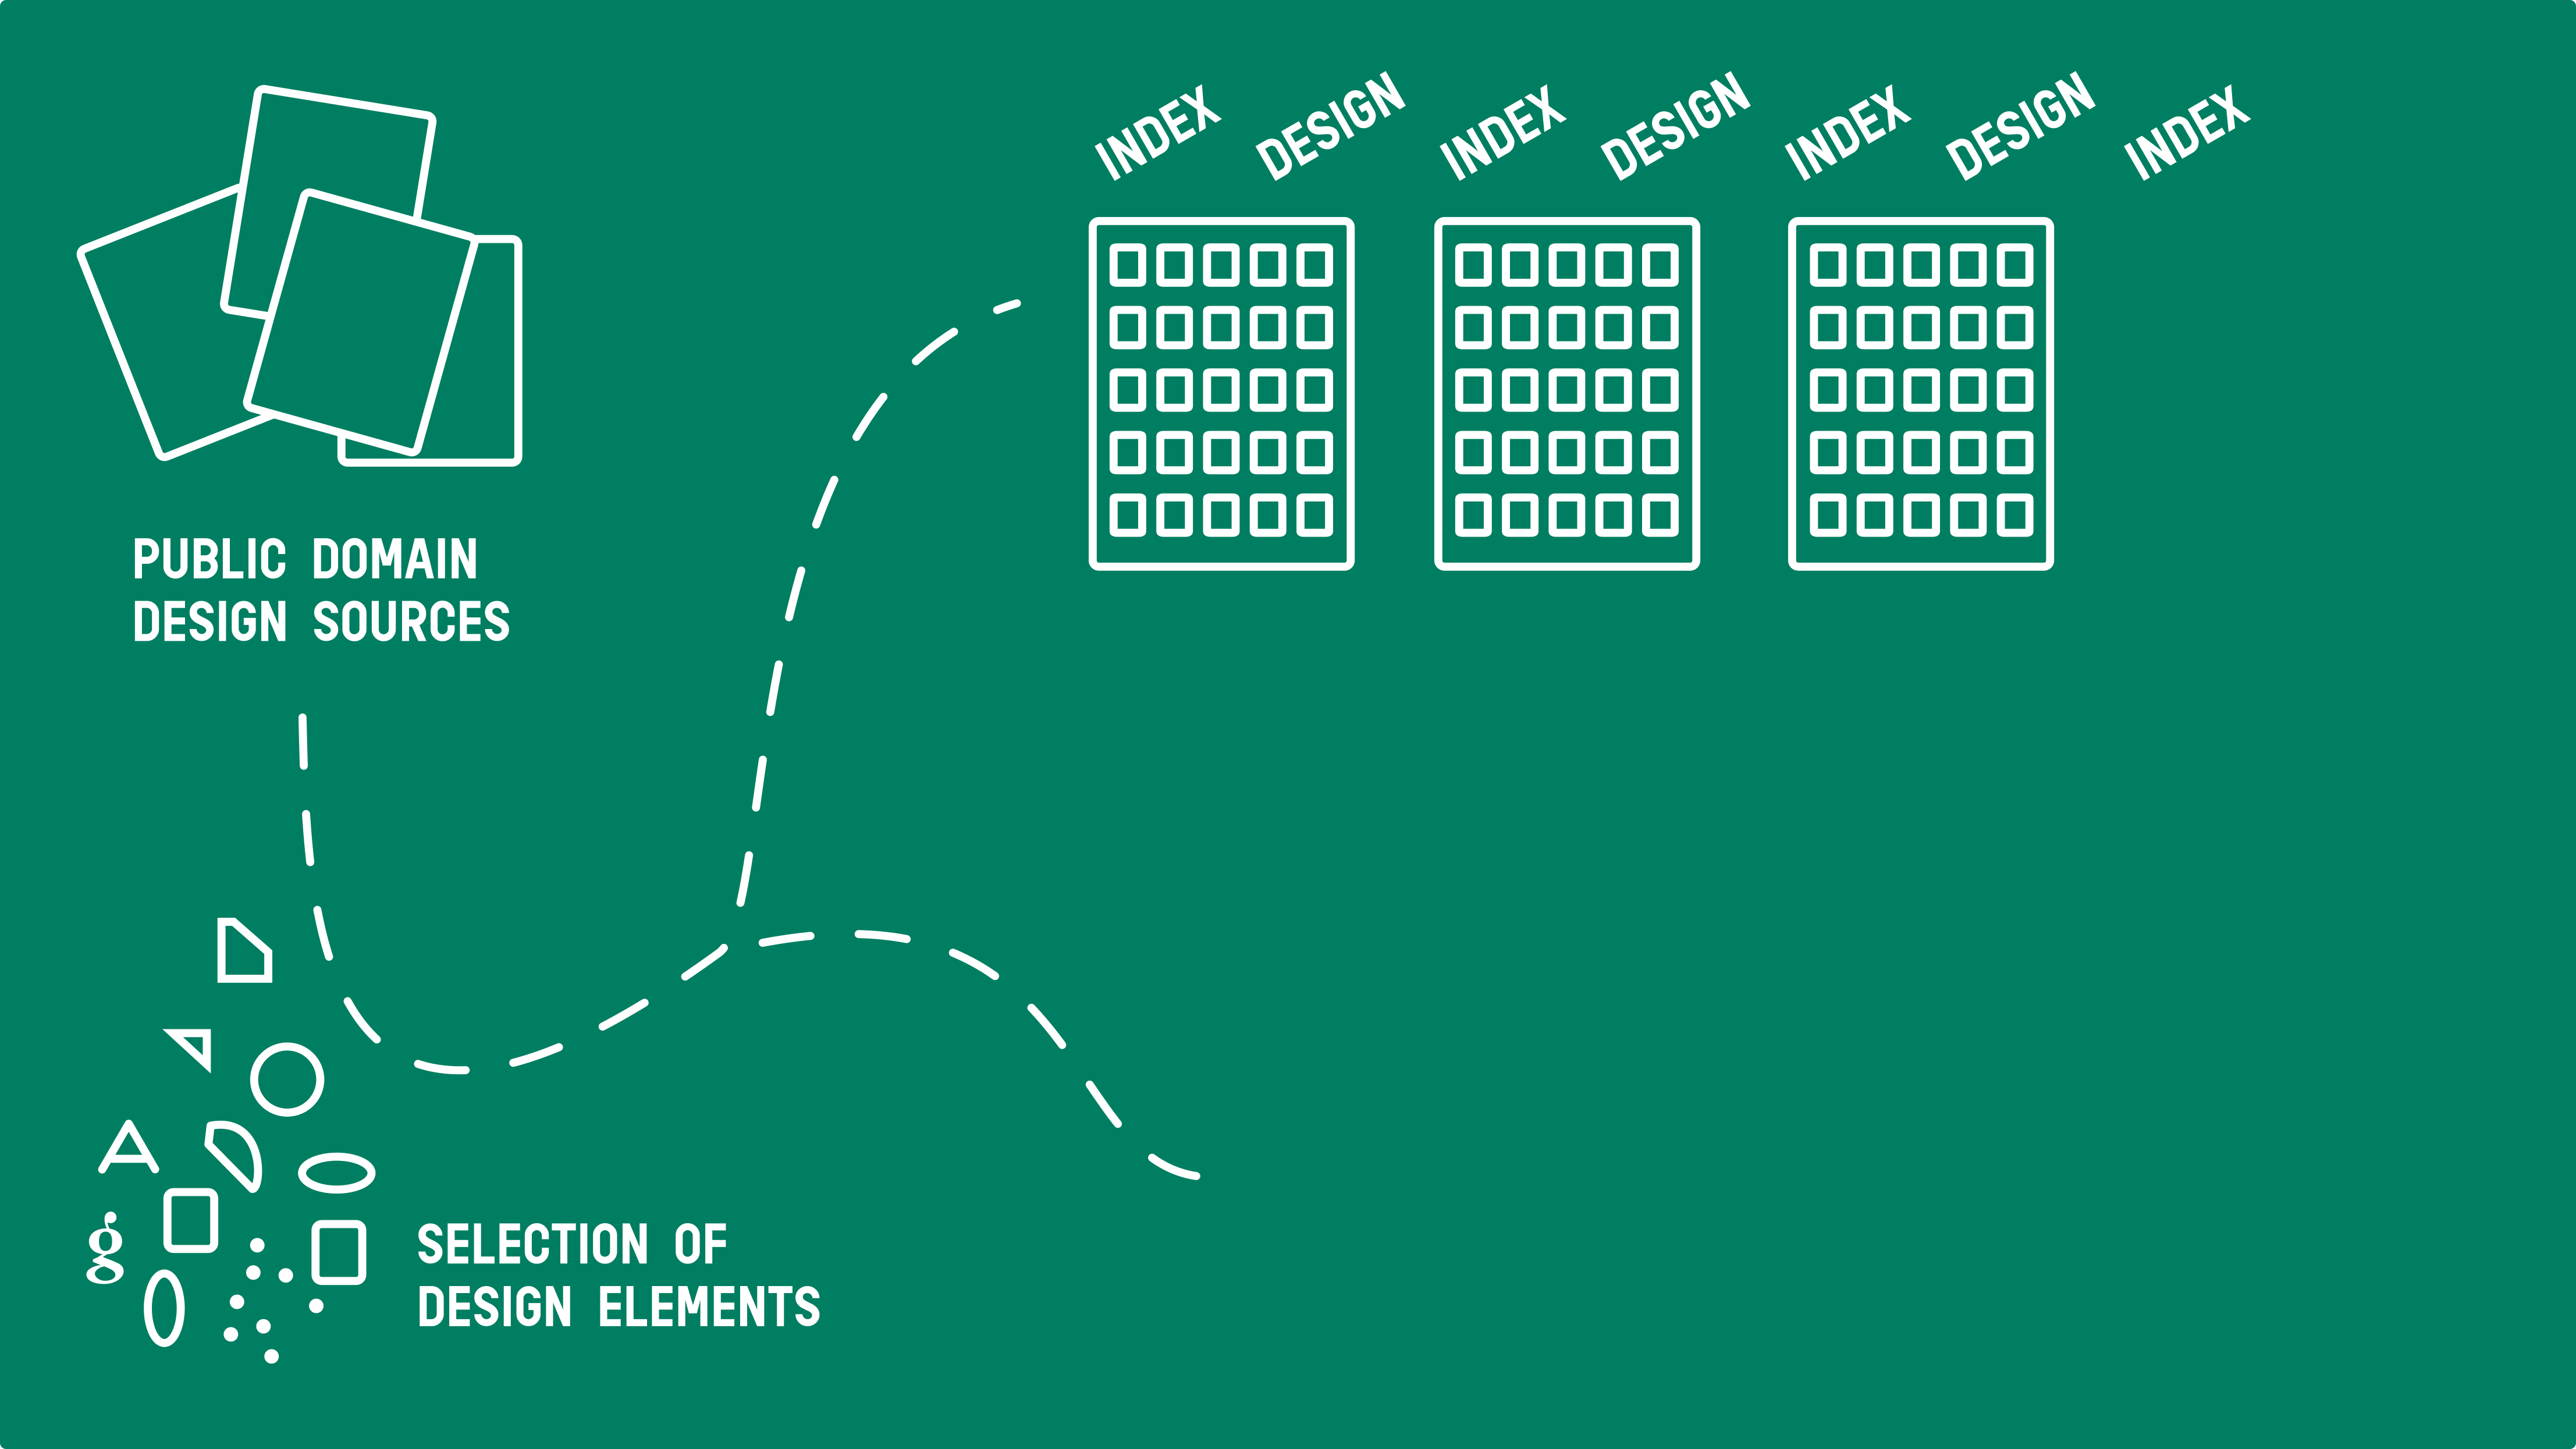 INDEX DESIGN INDEX DESIGN INDEX DESIGN INDEX
PUBLIC DOMAIN
DESIGN SOURCES
A
g
SELECTION OF
DESIGN ELEMENTS